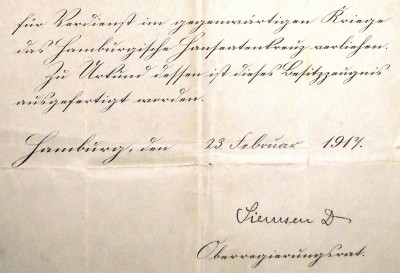 für Verdienst im gegenwärtigen Kriege
das Hamburgische Hanseatenkreuz verliehen.
Zu Urkund dessen ist dieses Besitzzeugnis
ausgefertigt worden.
Hamburg, den 23 Februar 1917.
Siemsen D
Oberregierungsrat.